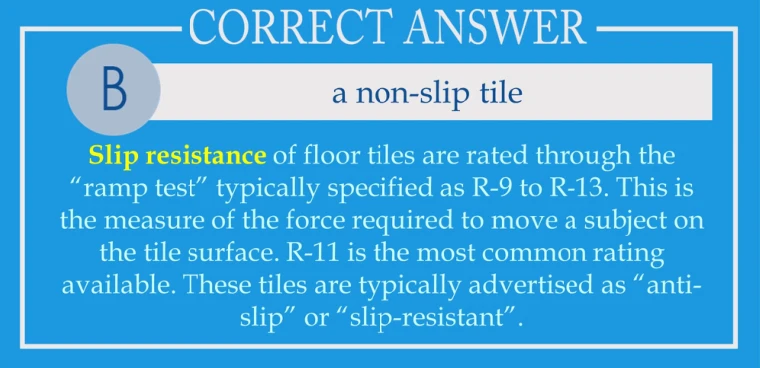 CORRECT ANSWER
B
a non-slip tile
Slip resistance of floor tiles are rated through the
“ramp test” typically specified as R-9 to R-13. This is
the measure of the force required to move a subject on
the tile surface. R-11 is the most common rating
available. These tiles are typically advertised as “anti-
slip” or “slip-resistant”.